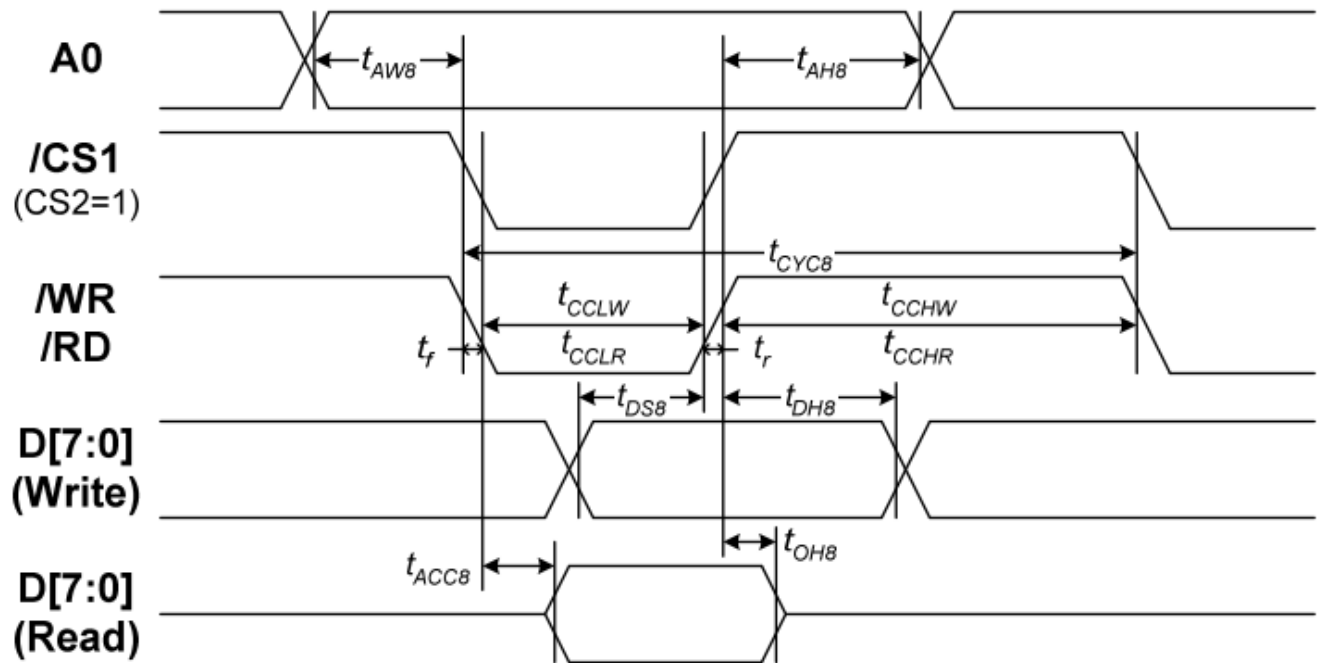 A0
tAW8
tAH8
/CS1
(CS2=1)
tCYC8
/WR
/RD
tCCLW
tCCHW
tf
tCCLR
tr
tCCHR
tDS8
tDH8
D[7:0]
(Write)
tACC8
tOH8
D[7:0]
(Read)